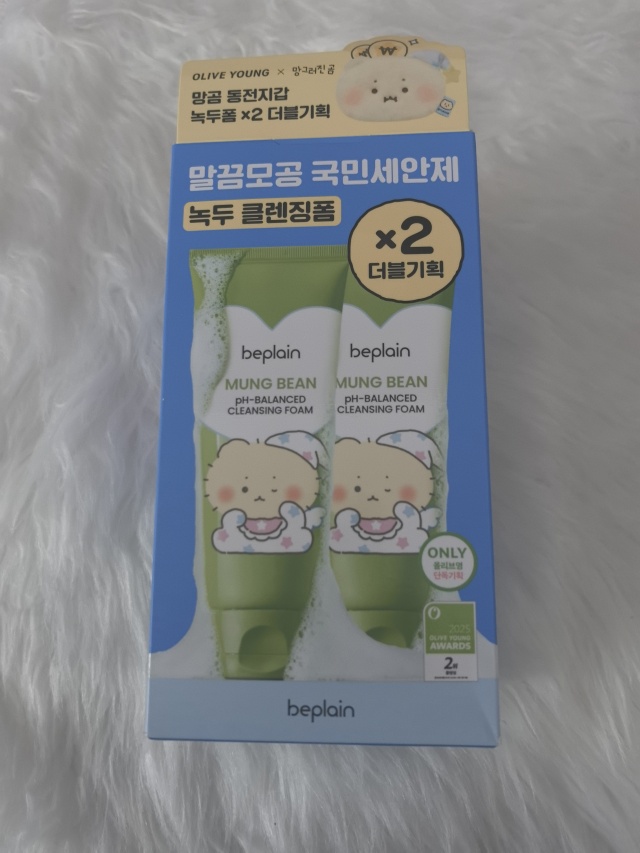 OLIVE YOUNG × 망그러진 곰
망곰 동전지갑
녹두폼 ×2 더블기획
말끔모공 국민세안제
녹두 클렌징폼
×2
더블기획
beplain
MUNG BEAN
pH-BALANCED
CLEANSING FOAM
beplain
MUNG BEAN
pH-BALANCED
CLEANSING FOAM
ONLY
올리브영
단독기획
2025
OLIVE YOUNG
AWARDS
beplain